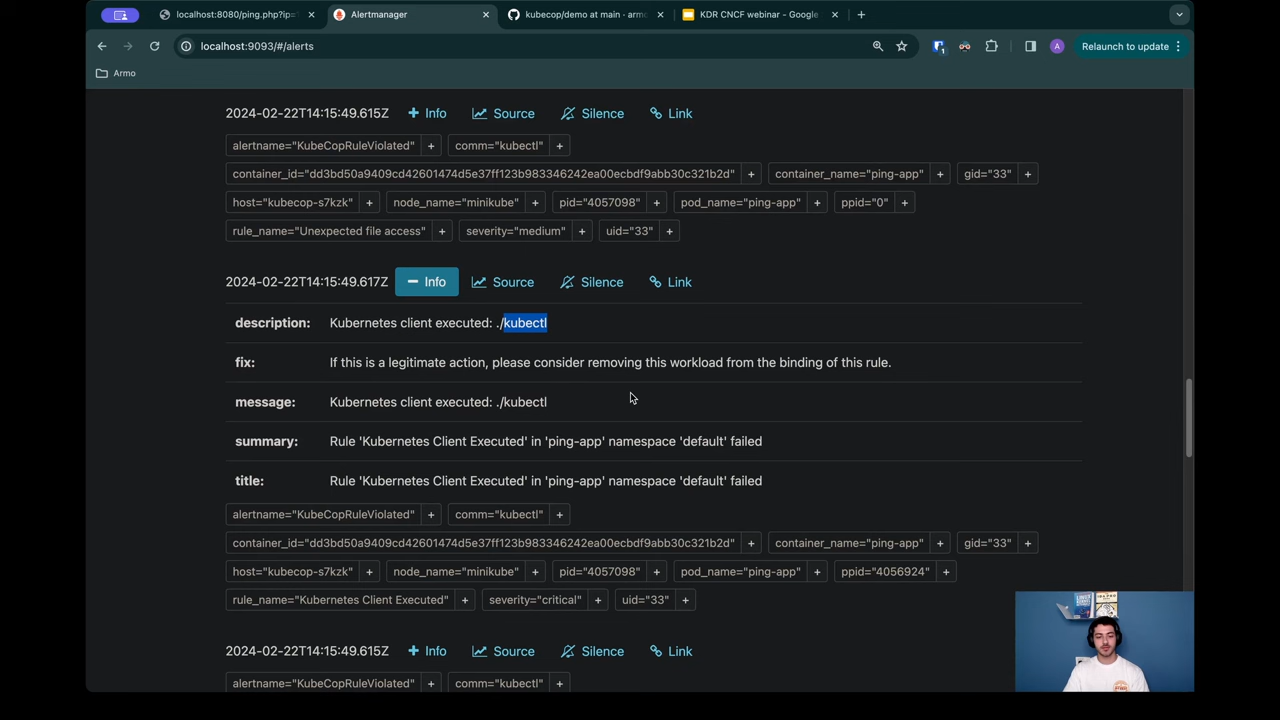 localhost:8080/ping.php?ip=
Alertmanager
kubecop/demo at main · armo
KDR CNCF webinar - Google
localhost:9093/#/alerts
1
A
Relaunch to update
Armo
2024-02-22T14:15:49.615Z + Info Source Silence Link
alertname="KubeCopRuleViolated" + comm="kubectl" +
container_id="dd3bd50a9409cd42601474d5e37ff123b983346242ea00ecbdf9abb30c321b2d" + container_name="ping-app" + gid="33" +
host="kubecop-s7kzk" + node_name="minikube" + pid="4057098" + pod_name="ping-app" + ppid="0" +
rule_name="Unexpected file access" + severity="medium" + uid="33" +
2024-02-22T14:15:49.617Z − Info Source Silence Link
description: Kubernetes client executed: ./kubectl
fix: If this is a legitimate action, please consider removing this workload from the binding of this rule.
message: Kubernetes client executed: ./kubectl
summary: Rule 'Kubernetes Client Executed' in 'ping-app' namespace 'default' failed
title: Rule 'Kubernetes Client Executed' in 'ping-app' namespace 'default' failed
alertname="KubeCopRuleViolated" + comm="kubectl" +
container_id="dd3bd50a9409cd42601474d5e37ff123b983346242ea00ecbdf9abb30c321b2d" + container_name="ping-app" + gid="33" +
host="kubecop-s7kzk" + node_name="minikube" + pid="4057098" + pod_name="ping-app" + ppid="4056924" +
rule_name="Kubernetes Client Executed" + severity="critical" + uid="33" +
2024-02-22T14:15:49.615Z + Info Source Silence Link
alertname="KubeCopRuleViolated" + comm="kubectl" +